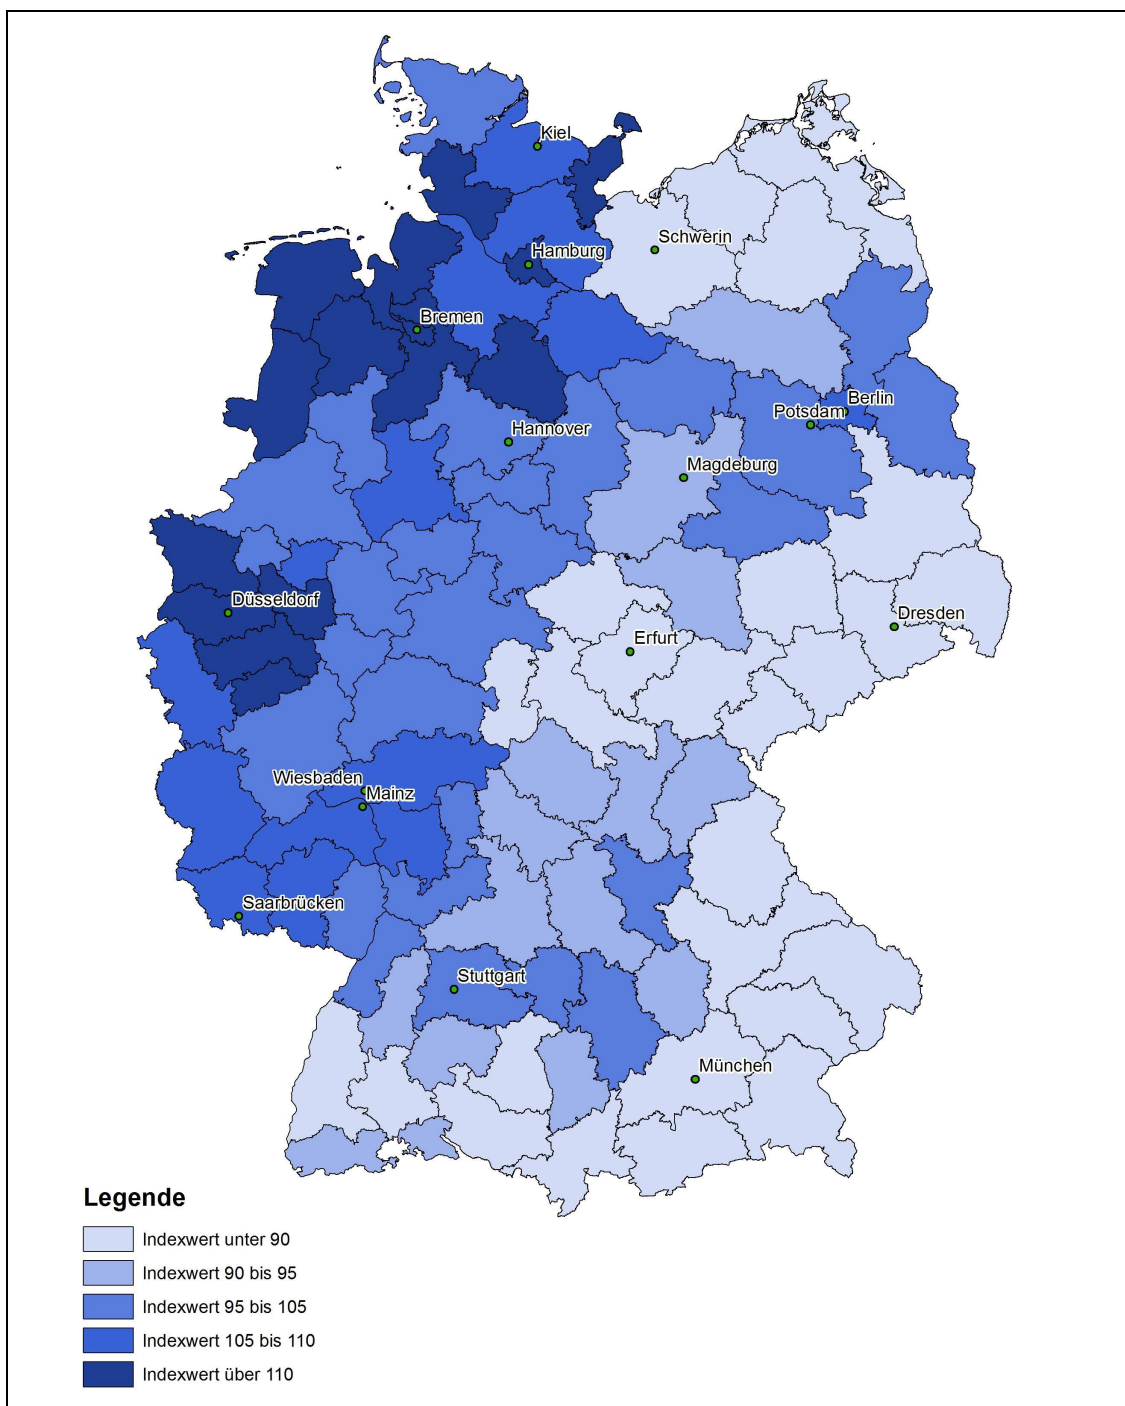 Kiel
Schwerin
Hamburg
Bremen
Berlin
Potsdam
Hannover
Magdeburg
Düsseldorf
Dresden
Erfurt
Wiesbaden
Mainz
Saarbrücken
Stuttgart
München
Legende
Indexwert unter 90
Indexwert 90 bis 95
Indexwert 95 bis 105
Indexwert 105 bis 110
Indexwert über 110